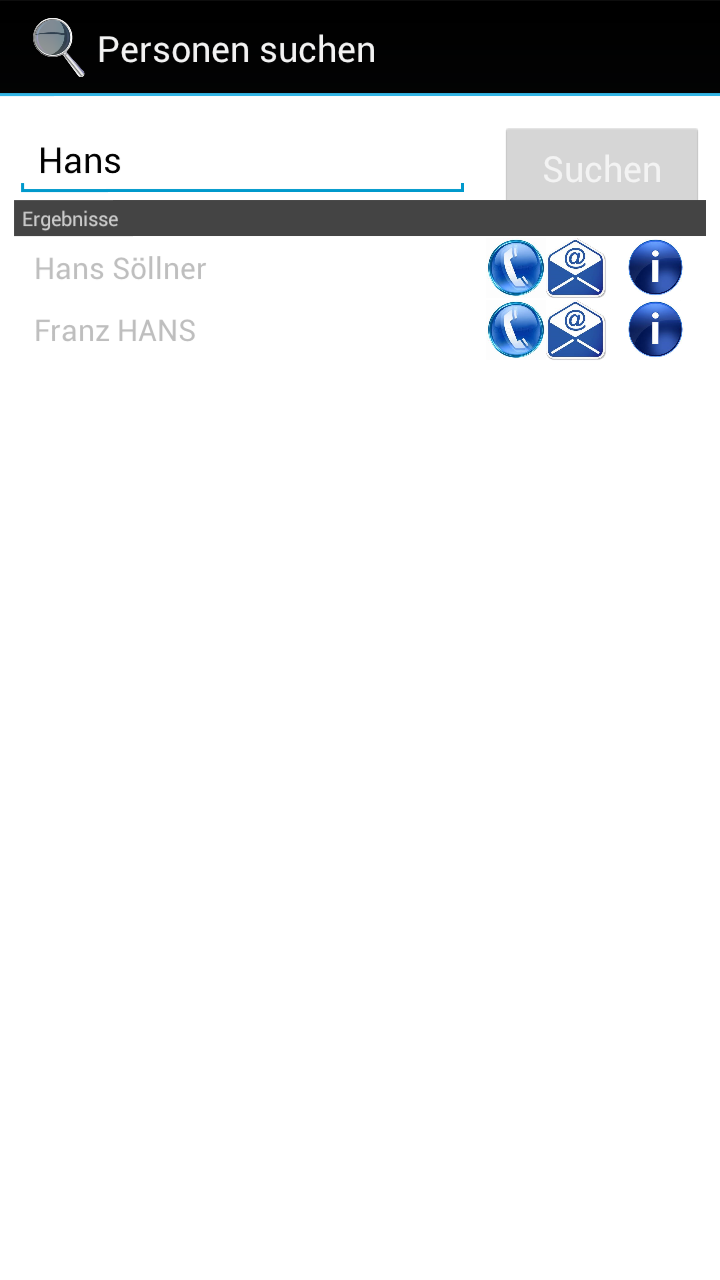 Personen suchen
Hans
Suchen
Ergebnisse
Hans Söllner
Franz HANS